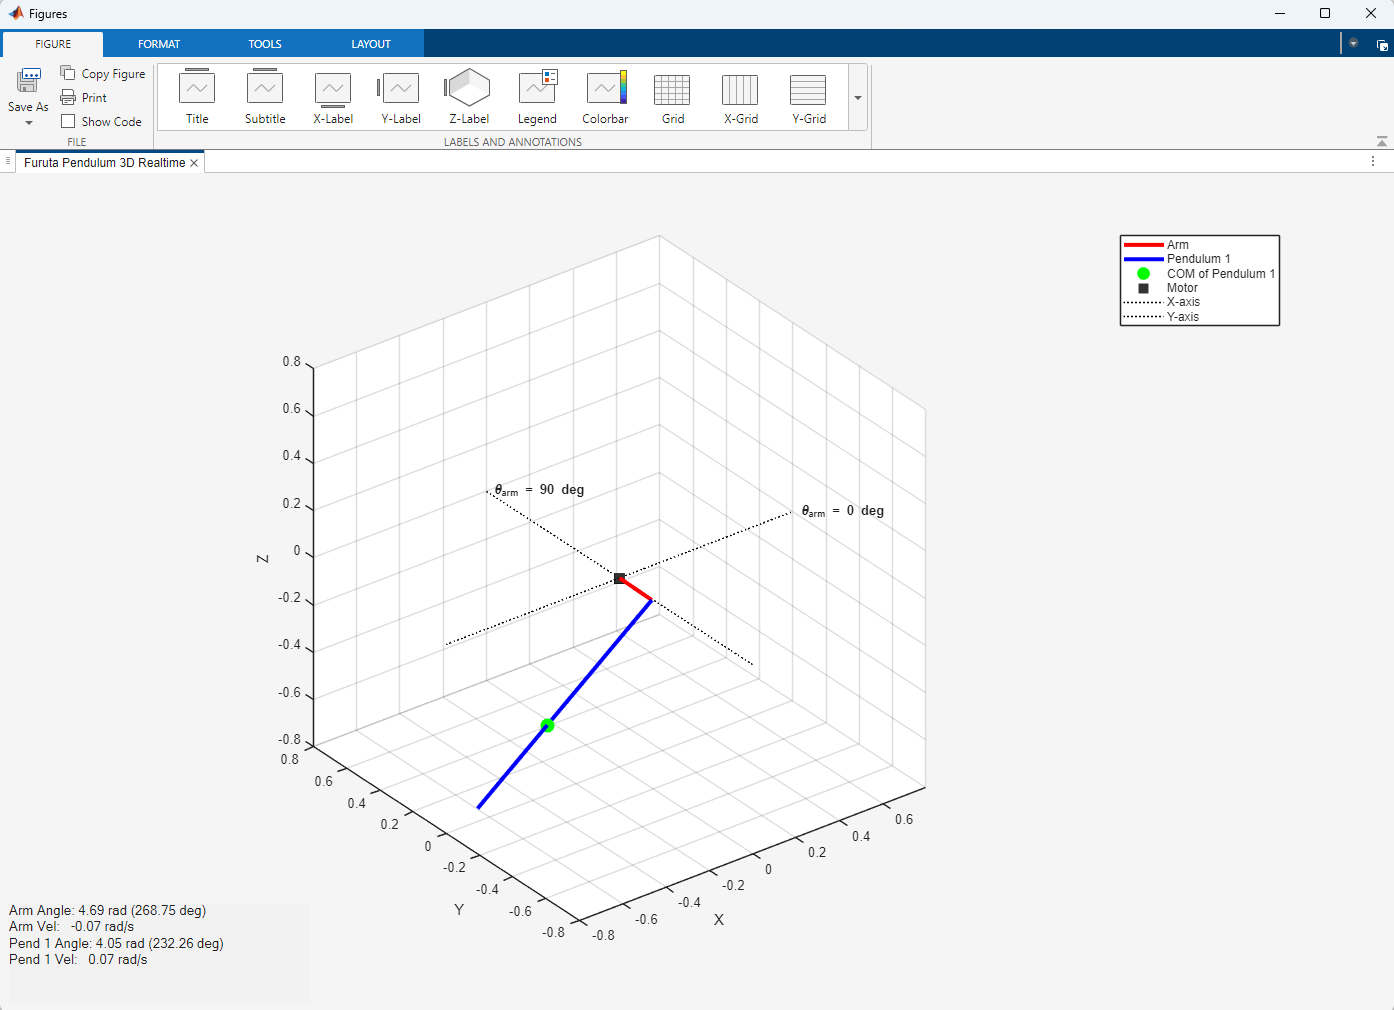 Figures
FIGURE
FORMAT
TOOLS
LAYOUT
Save As
Copy Figure
Print
Show Code
FILE
Title
Subtitle
X-Label
Y-Label
Z-Label
Legend
Colorbar
Grid
X-Grid
Y-Grid
LABELS AND ANNOTATIONS
Furuta Pendulum 3D Realtime
Arm
Pendulum 1
COM of Pendulum 1
Motor
X-axis
Y-axis
θarm = 90 deg
θarm = 0 deg
Z
0.8
0.6
0.4
0.2
0
-0.2
-0.4
-0.6
-0.8
0.8
0.6
0.4
0.2
0
-0.2
-0.4
-0.6
-0.8
Y
-0.8
-0.6
-0.4
-0.2
0
0.2
0.4
0.6
X
Arm Angle: 4.69 rad (268.75 deg)
Arm Vel: -0.07 rad/s
Pend 1 Angle: 4.05 rad (232.26 deg)
Pend 1 Vel: 0.07 rad/s